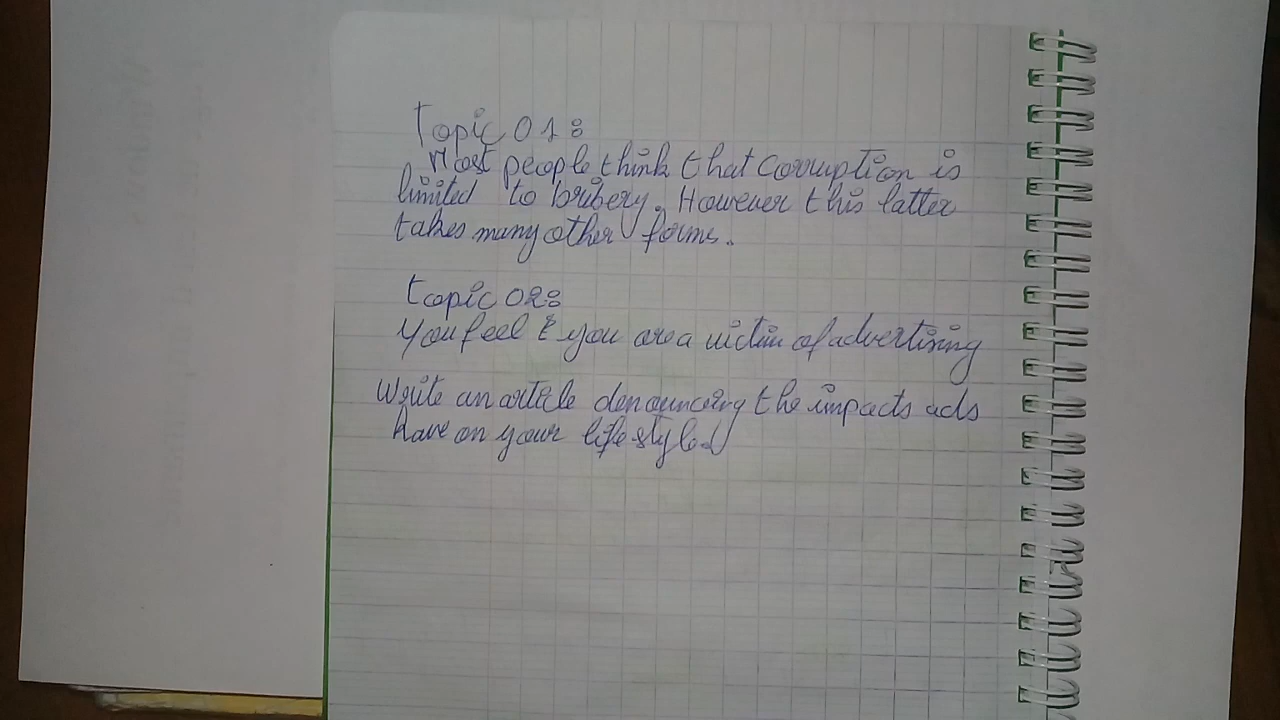 Topic 01:
Most people think that corruption is
limited to bribery. However this latter
takes many other forms.
topic 02:
You feel you are a victim of advertising
Write an article denouncing the impacts ads
have on your lifestyle.